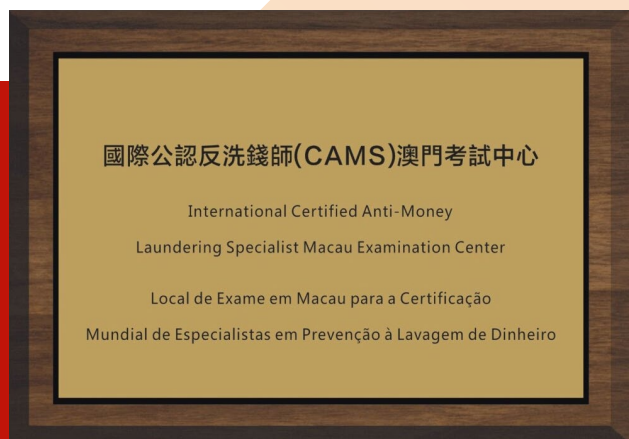 國際公認反洗錢師(CAMS)澳門考試中心
International Certified Anti-Money
Laundering Specialist Macau Examination Center
Local de Exame em Macau para a Certificação
Mundial de Especialistas em Prevenção à Lavagem de Dinheiro